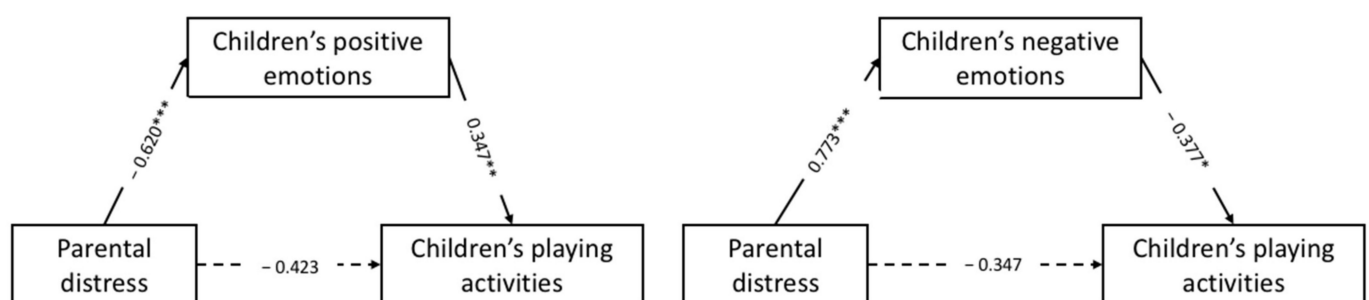 Children's positive
emotions
− 0.620***
0.347**
Parental
distress
− 0.423
Children's playing
activities
Children's negative
emotions
0.773***
− 0.377*
Parental
distress
− 0.347
Children's playing
activities